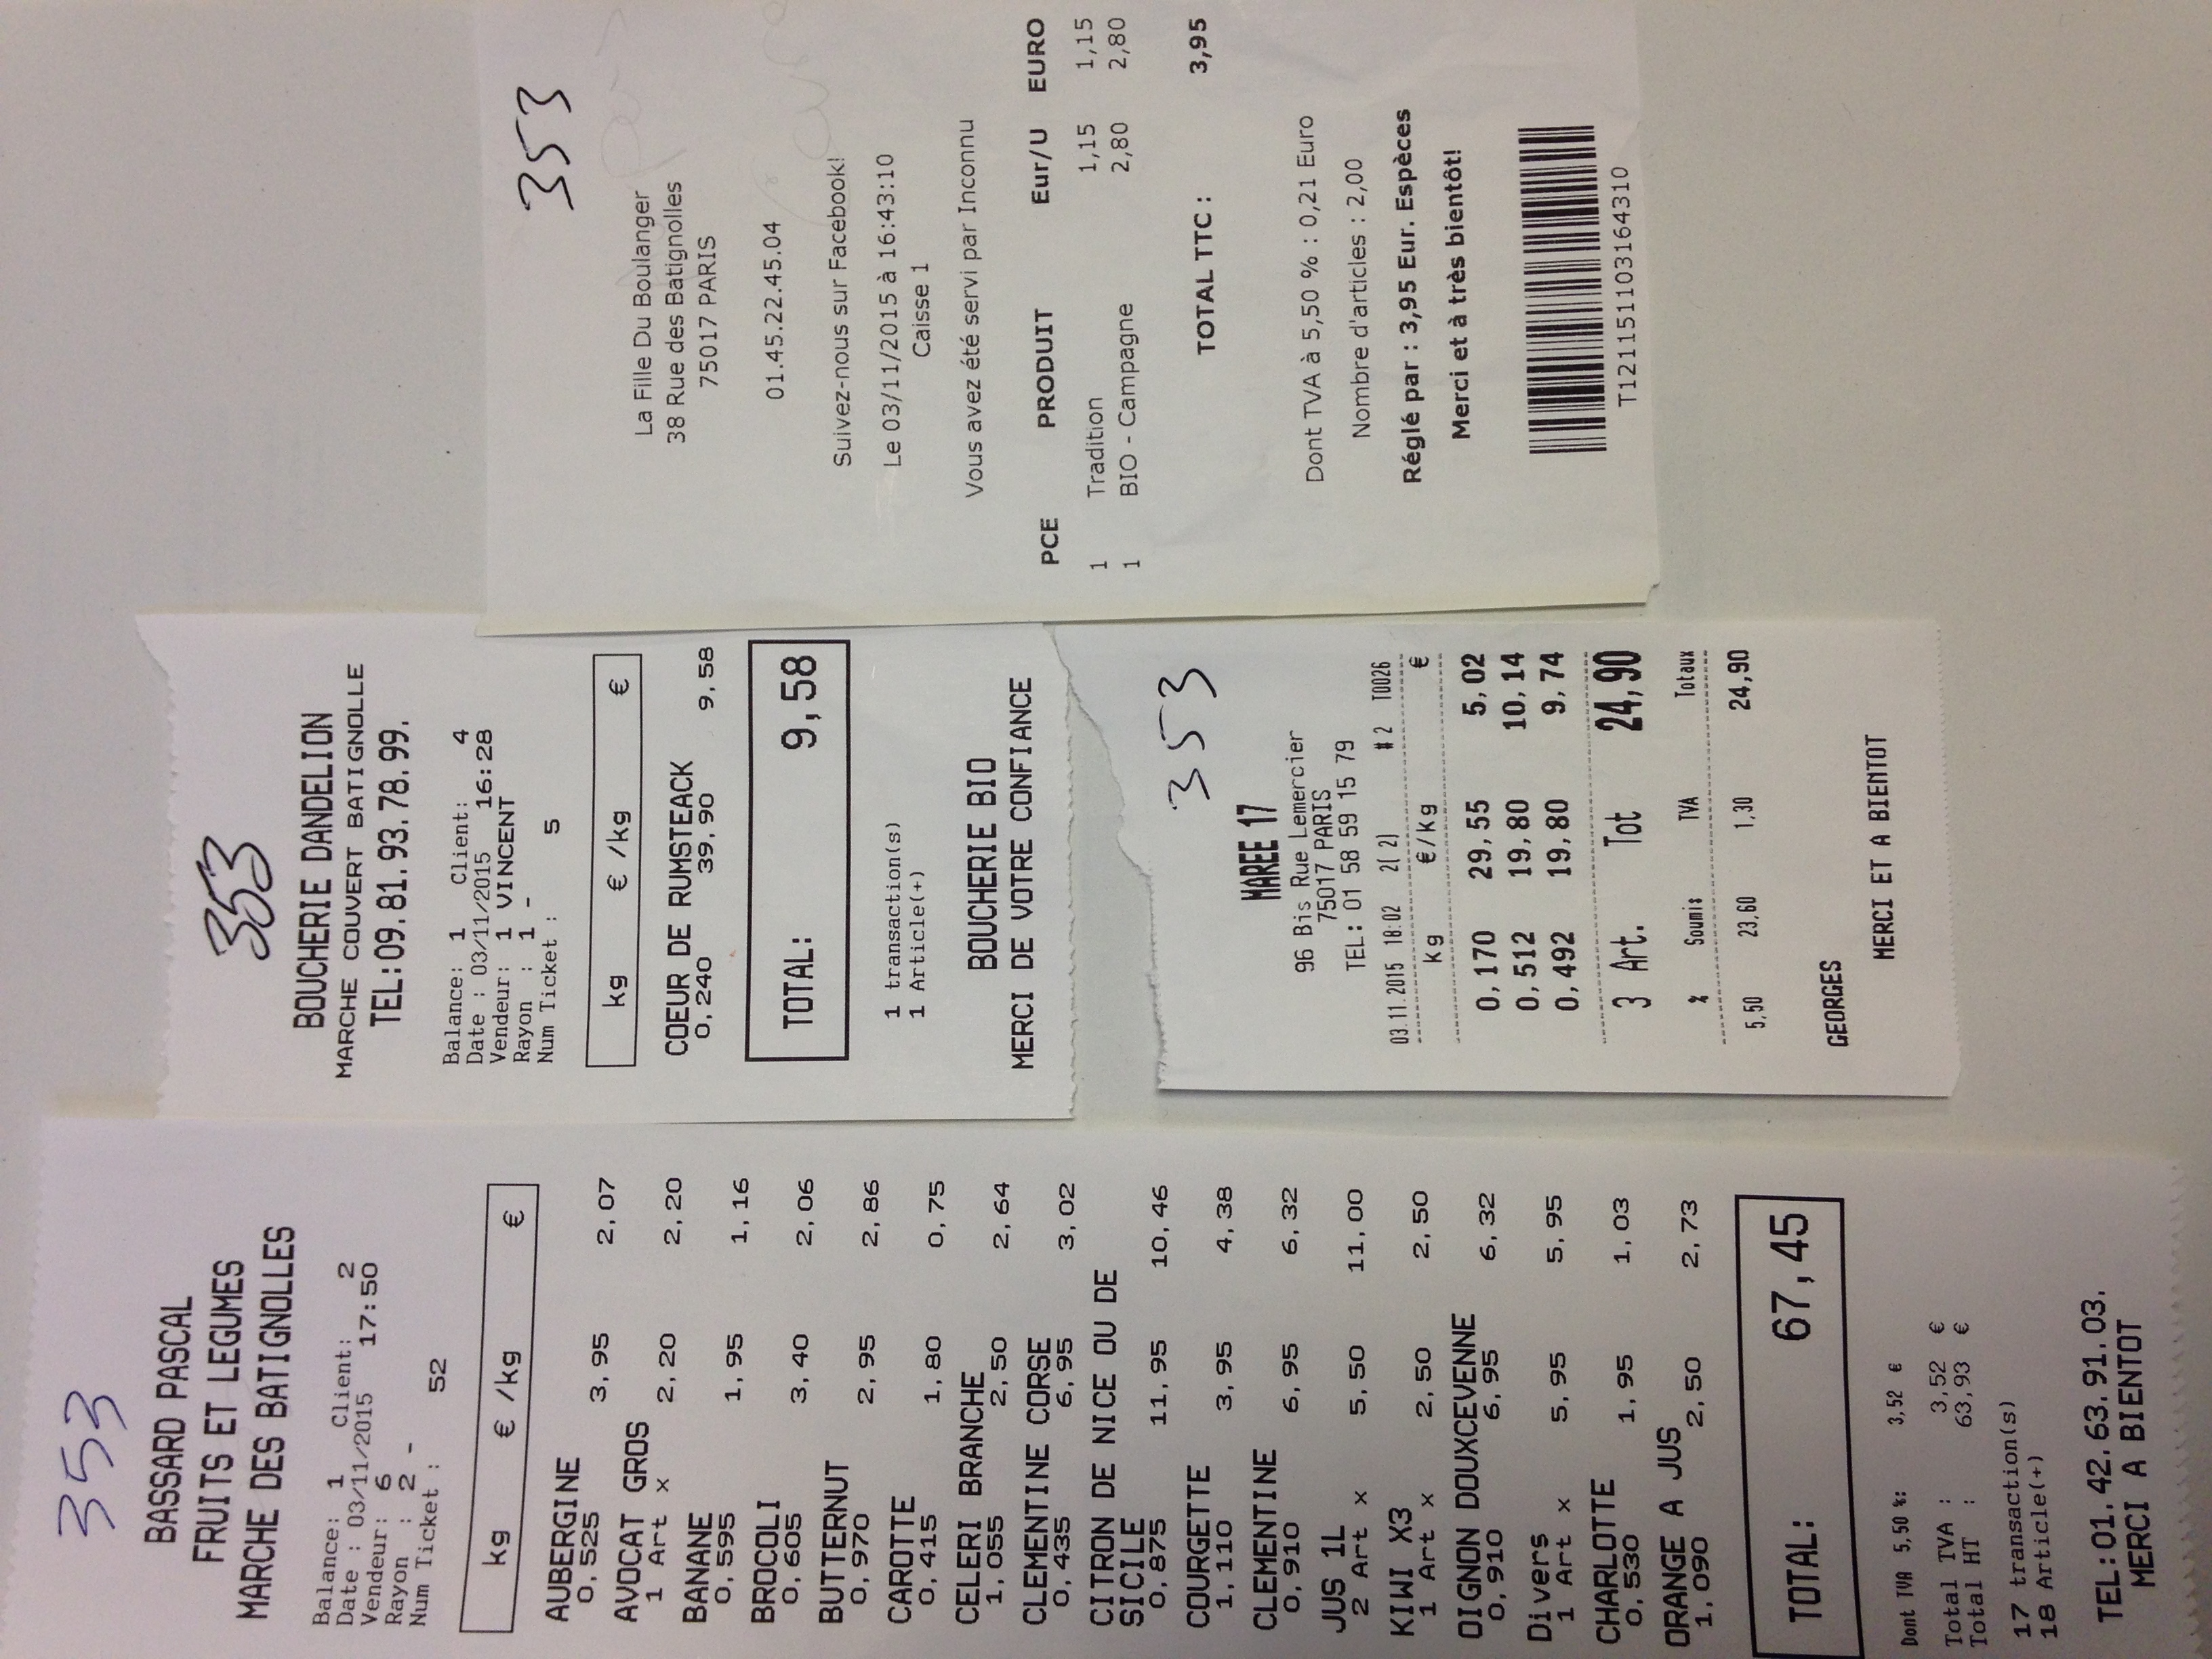 353
BASSARD PASCAL
FRUITS ET LEGUMES
MARCHE DES BATIGNOLLES
Balance: 1 Client: 2
Date : 03/11/2015 17:50
Vendeur: 6
Rayon : 2 -
Num Ticket : 52
kg € /kg €
AUBERGINE
0,525 3,95 2,07
AVOCAT GROS
1 Art x 2,20 2,20
BANANE
0,595 1,95 1,16
BROCOLI
0,605 3,40 2,06
BUTTERNUT
0,970 2,95 2,86
CAROTTE
0,415 1,80 0,75
CELERI BRANCHE
1,055 2,50 2,64
CLEMENTINE CORSE
0,435 6,95 3,02
CITRON DE NICE OU DE
SICILE
0,875 11,95 10,46
COURGETTE
1,110 3,95 4,38
CLEMENTINE
0,910 6,95 6,32
JUS 1L
2 Art x 5,50 11,00
KIWI X3
1 Art x 2,50 2,50
OIGNON DOUXCEVENNE
0,910 6,95 6,32
Divers
1 Art x 5,95 5,95
CHARLOTTE
0,530 1,95 1,03
ORANGE A JUS
1,090 2,50 2,73
TOTAL: 67,45
Dont TVA 5,50 %: 3,52 €
Total TVA : 3,52 €
Total HT : 63,93 €
17 transaction(s)
18 Article(+)
TEL:01.42.63.91.03.
MERCI A BIENTOT
353
BOUCHERIE DANDELION
MARCHE COUVERT BATIGNOLLE
TEL:09.81.93.78.99.
Balance: 1 Client: 4
Date : 03/11/2015 16:28
Vendeur: 1 VINCENT
Rayon : 1 -
Num Ticket : 5
kg € /kg €
COEUR DE RUMSTEACK
0,240 39,90 9,58
TOTAL: 9,58
1 transaction(s)
1 Article(+)
BOUCHERIE BIO
MERCI DE VOTRE CONFIANCE
353
MAREE 17
96 Bis Rue Lemercier
75017 PARIS
TEL: 01 58 59 15 79
03.11.2015 18:02 2( 2) #2 T0026
kg €/kg €
0,170 29,55 5,02
0,512 19,80 10,14
0,492 19,80 9,74
3 Art. Tot 24,90
% Soumis TVA Totaux
5,50 23,60 1,30 24,90
GEORGES
MERCI ET A BIENTOT
353
La Fille Du Boulanger
38 Rue des Batignolles
75017 PARIS
01.45.22.45.04
Suivez-nous sur Facebook!
Le 03/11/2015 à 16:43:10
Caisse 1
Vous avez été servi par Inconnu
PCE PRODUIT Eur/U EURO
1 Tradition 1,15 1,15
1 BIO - Campagne 2,80 2,80
TOTAL TTC : 3,95
Dont TVA à 5,50 % : 0,21 Euro
Nombre d'articles : 2,00
Réglé par : 3,95 Eur. Espèces
Merci et à très bientôt!
T121151103164310